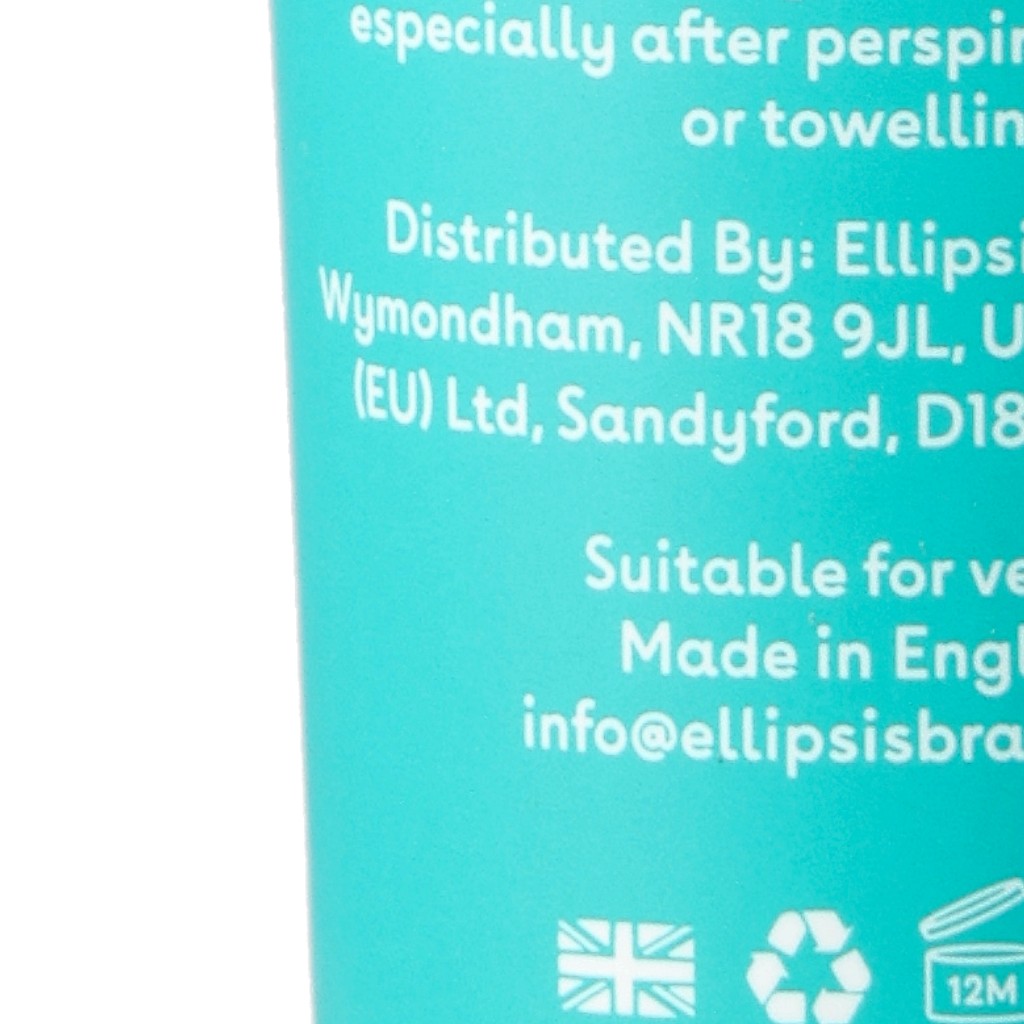 especially after perspir
or towellin
Distributed By: Ellipsi
Wymondham, NR18 9JL, U
(EU) Ltd, Sandyford, D18
Suitable for ve
Made in Engl
info@ellipsisbra
12M